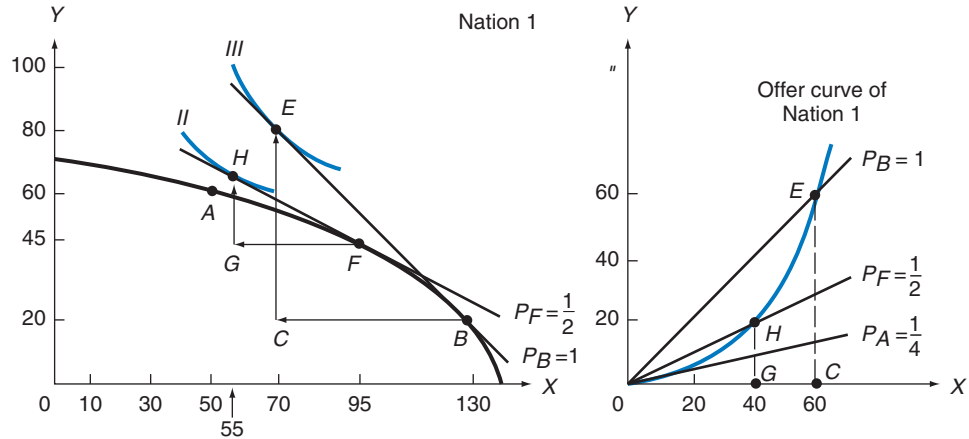 Y
Nation 1
100
80
60
45
20
III
II
E
H
A
G
F
C
B
P_F = 1/2
P_B = 1
X
0 10 30 50 70 95 130
55
Y
"
Offer curve of
Nation 1
60
40
20
P_B = 1
E
P_F = 1/2
H
P_A = 1/4
G
C
X
0 20 40 60